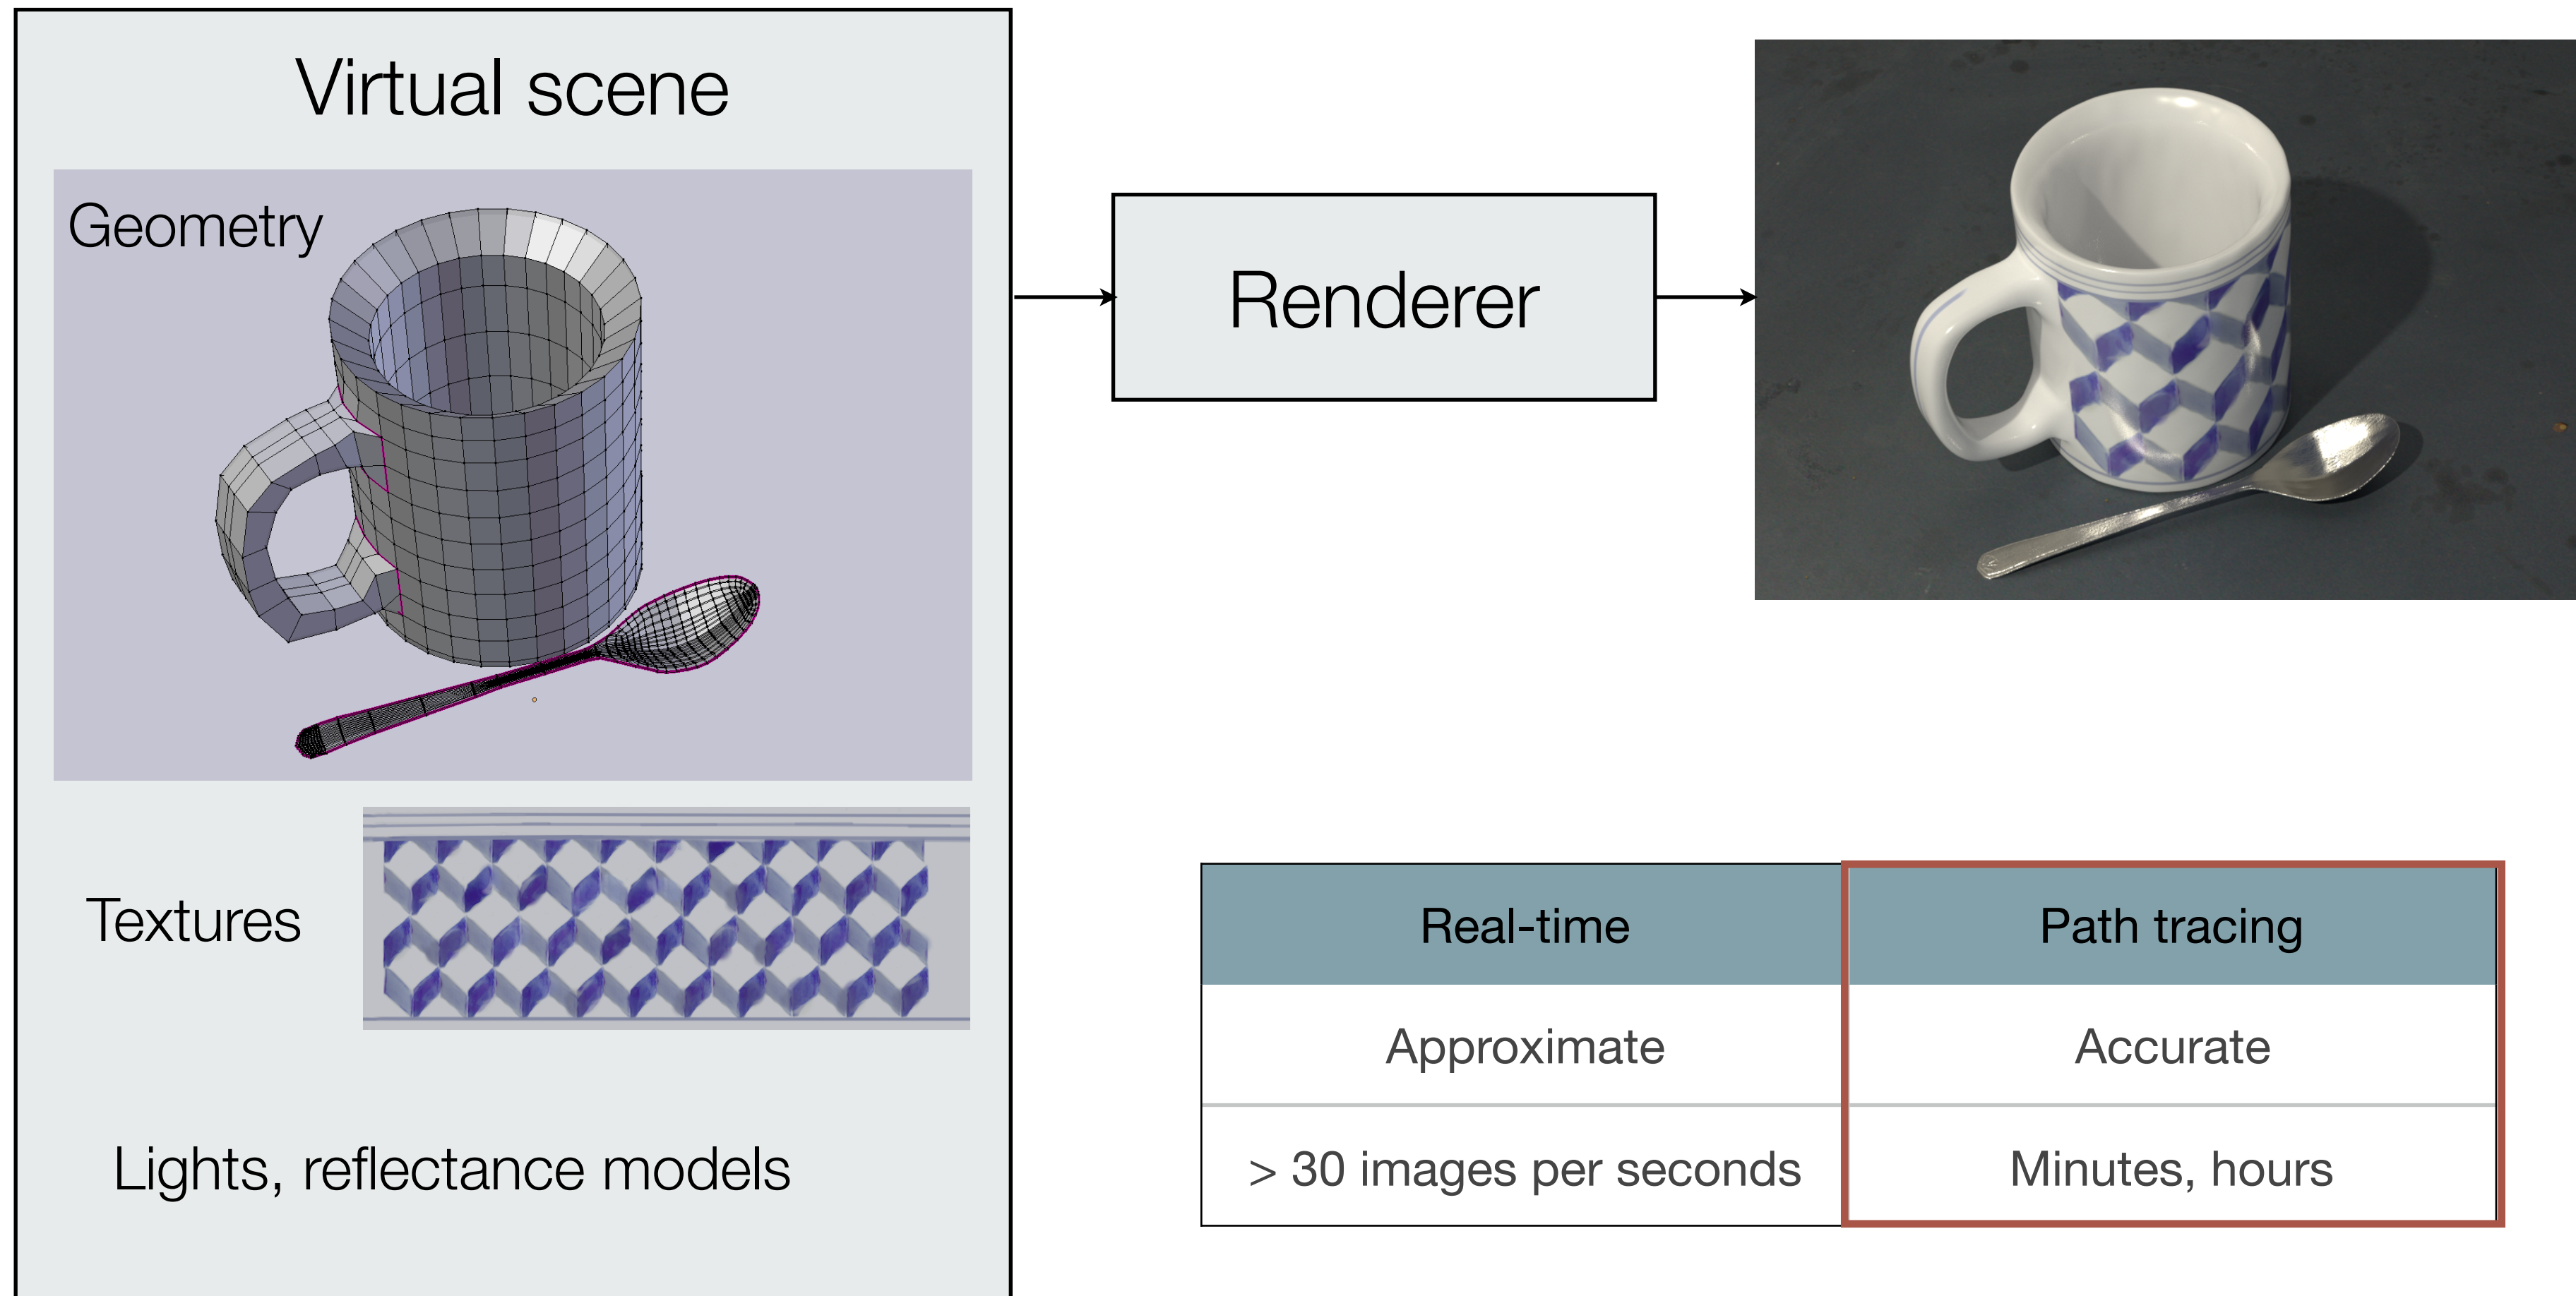 Virtual scene
Geometry
Textures
Lights, reflectance models
Renderer
Real-time
Path tracing
Approximate
Accurate
> 30 images per seconds
Minutes, hours